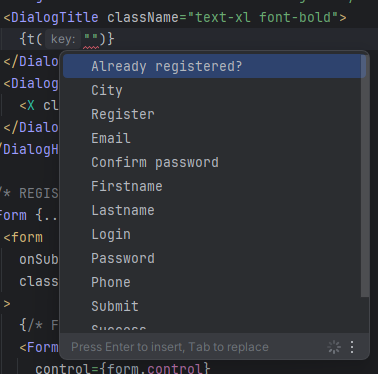 <DialogTitle className="text-xl font-bold">
{t( key: "")}
</Dialo
<Dialog
<X cl
</Dialo
/DialogH
/* REGIS
Form {..
<form
onSub
class
>
{/* F
<Form
control={form.control}
Already registered?
City
Register
Email
Confirm password
Firstname
Lastname
Login
Password
Phone
Submit
Success
Press Enter to insert, Tab to replace